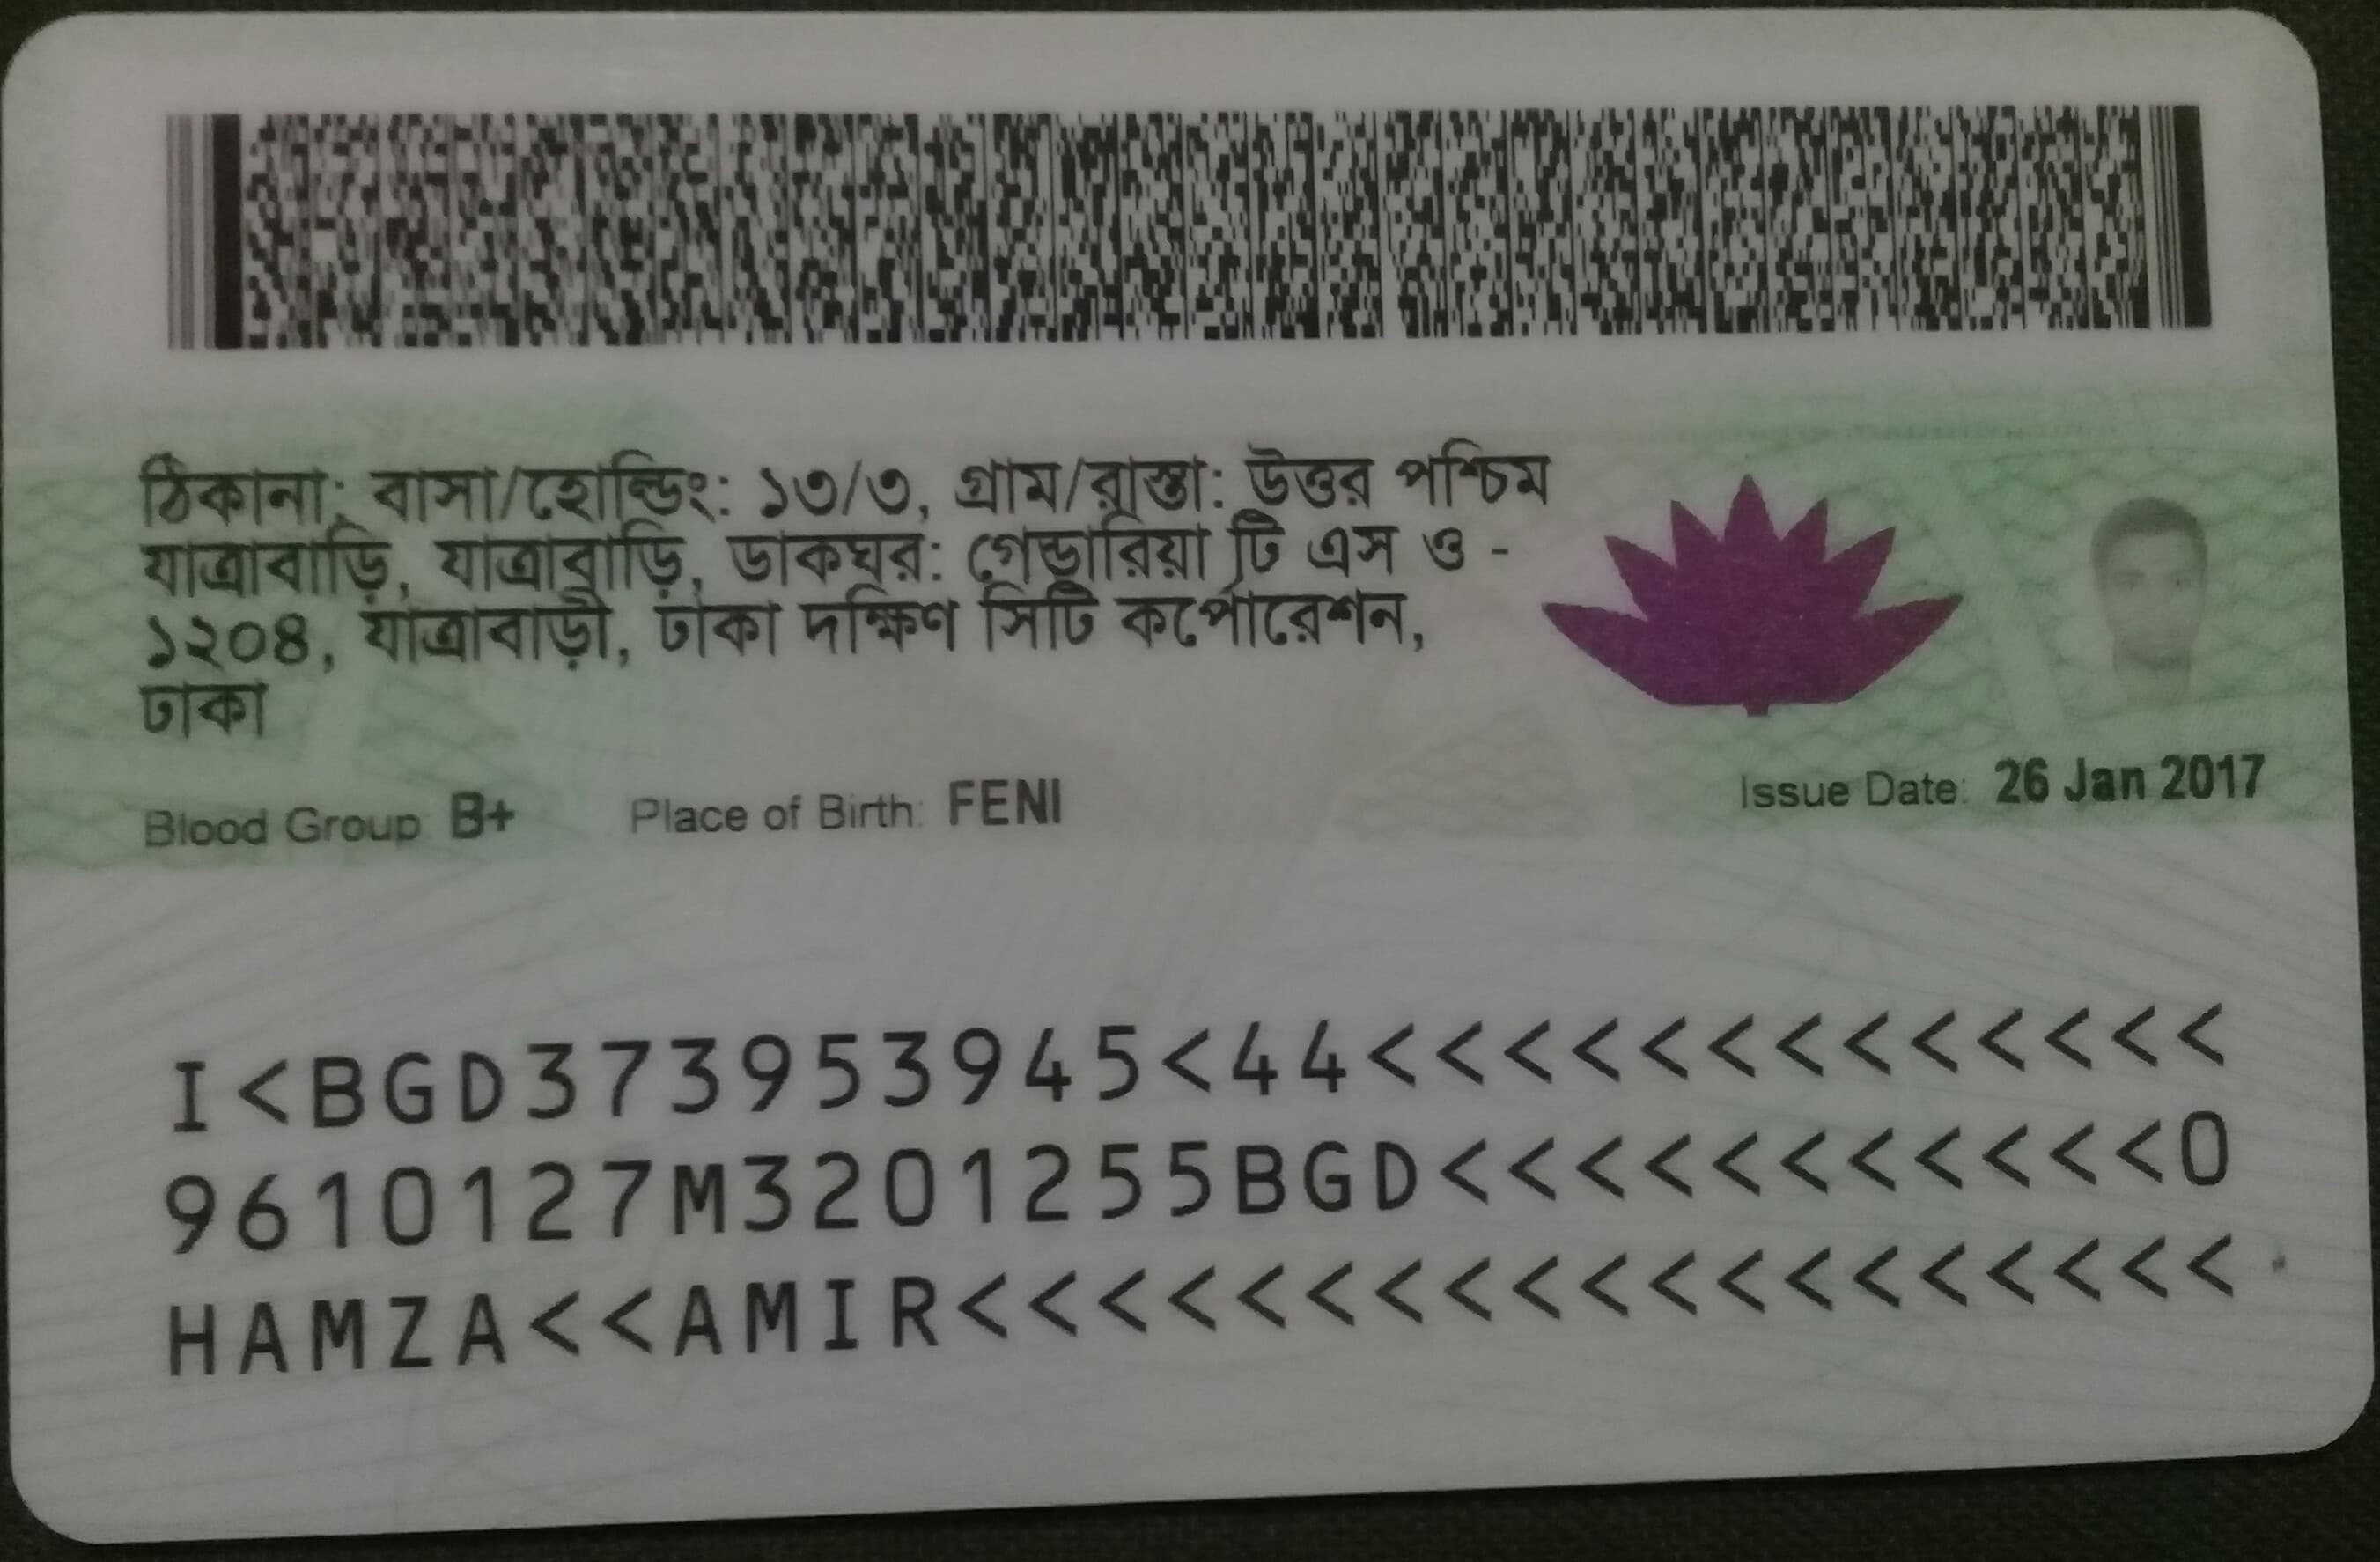 ঠিকানা: বাসা/হোল্ডিং: ১৩/৩, গ্রাম/রাস্তা: উত্তর পশ্চিম
যাত্রাবাড়ি, যাত্রাবাড়ি, ডাকঘর: গেন্ডারিয়া টি এস ও -
১২০৪, যাত্রাবাড়ী, ঢাকা দক্ষিণ সিটি কর্পোরেশন,
ঢাকা
Blood Group: B+ Place of Birth: FENI
Issue Date: 26 Jan 2017
I<BGD373953945<44<<<<<<<<<<<<<
9610127M3201255BGD<<<<<<<<<<<0
HAMZA<<AMIR<<<<<<<<<<<<<<<<<<<